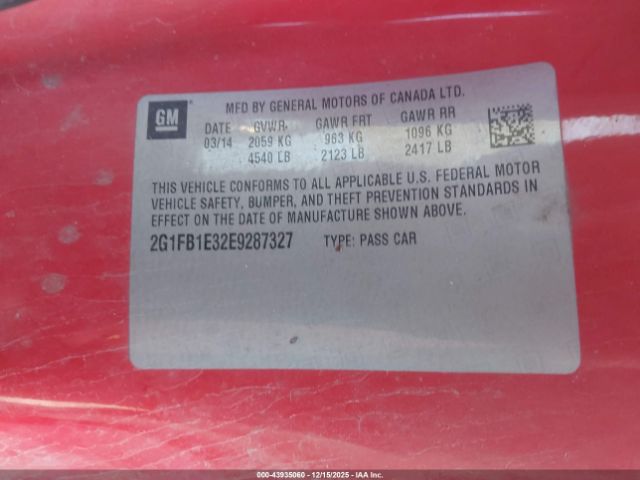 MFD BY GENERAL MOTORS OF CANADA LTD.
GM
DATE GVWR GAWR FRT GAWR RR
03/14 2059 KG 963 KG 1096 KG
4540 LB 2123 LB 2417 LB
THIS VEHICLE CONFORMS TO ALL APPLICABLE U.S. FEDERAL MOTOR
VEHICLE SAFETY, BUMPER, AND THEFT PREVENTION STANDARDS IN
EFFECT ON THE DATE OF MANUFACTURE SHOWN ABOVE.
2G1FB1E32E9287327 TYPE: PASS CAR
000-43935060 - 12/15/2025 - IAA Inc.